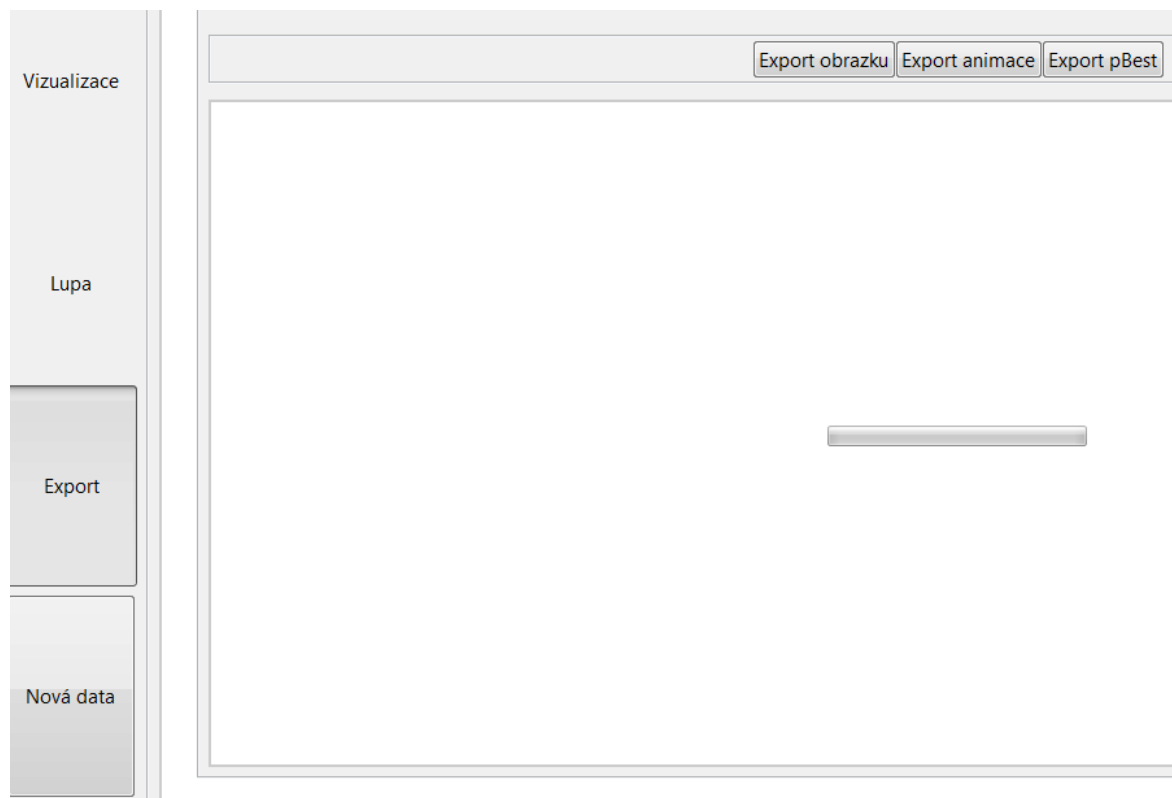 Vizualizace
Lupa
Export
Nová data
Export obrazku Export animace Export pBest